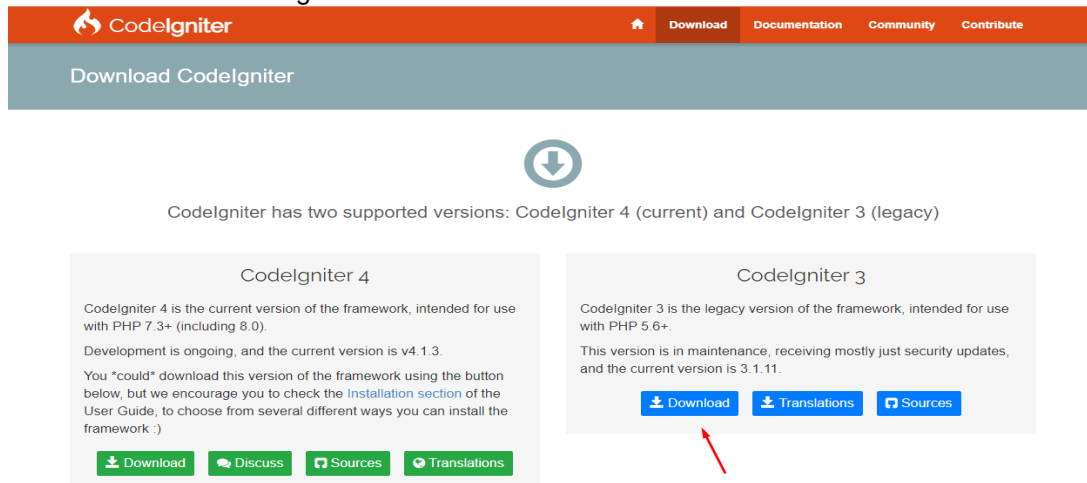 CodeIgniter
Download
Documentation
Community
Contribute
Download CodeIgniter
CodeIgniter has two supported versions: CodeIgniter 4 (current) and CodeIgniter 3 (legacy)
CodeIgniter 4
CodeIgniter 4 is the current version of the framework, intended for use
with PHP 7.3+ (including 8.0).
Development is ongoing, and the current version is v4.1.3.
You *could* download this version of the framework using the button
below, but we encourage you to check the Installation section of the
User Guide, to choose from several different ways you can install the
framework :)
Download
Discuss
Sources
Translations
CodeIgniter 3
CodeIgniter 3 is the legacy version of the framework, intended for use
with PHP 5.6+.
This version is in maintenance, receiving mostly just security updates,
and the current version is 3.1.11.
Download
Translations
Sources